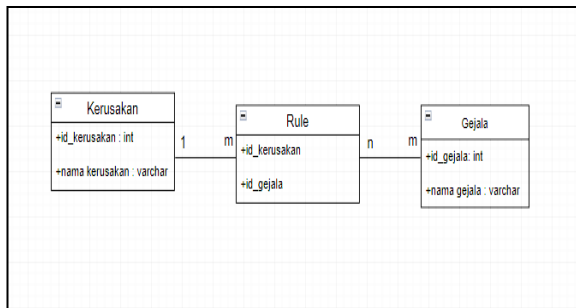 Kerusakan
+id_kerusakan : int
+nama kerusakan : varchar
1
m
Rule
+id_kerusakan
+id_gejala
n
m
Gejala
+id_gejala: int
+nama gejala : varchar